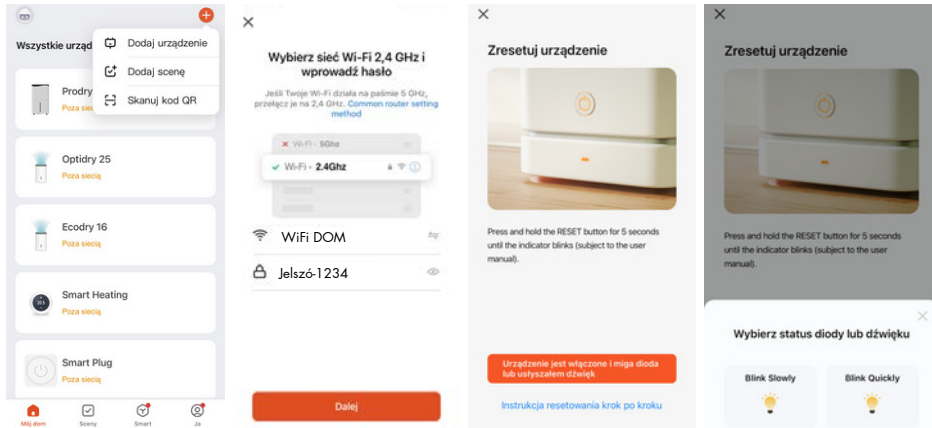 Wszystkie urząd
Dodaj urządzenie
Dodaj scenę
Skanuj kod QR
Prodry
Poza siec
Optidry 25
Poza siecią
Ecodry 16
Poza siecią
Smart Heating
Poza siecią
Smart Plug
Poza siecią
Mój dom
Sceny
Smart
Ja
Wybierz sieć Wi-Fi 2,4 GHz i
wprowadź hasło
Jeśli Twoje Wi-Fi działa na paśmie 5 GHz,
przełącz je na 2,4 GHz. Common router setting
method
Wi-Fi - 5Ghz
Wi-Fi - 2.4Ghz
WiFi DOM
Jelszó-1234
Dalej
Zresetuj urządzenie
Press and hold the RESET button for 5 seconds
until the indicator blinks (subject to the user
manual).
Urządzenie jest włączone i miga dioda
lub usłyszałem dźwięk
Instrukcja resetowania krok po kroku
Zresetuj urządzenie
Press and hold the RESET button for 5 seconds
until the indicator blinks (subject to the user
manual).
Wybierz status diody lub dźwięku
Blink Slowly
Blink Quickly